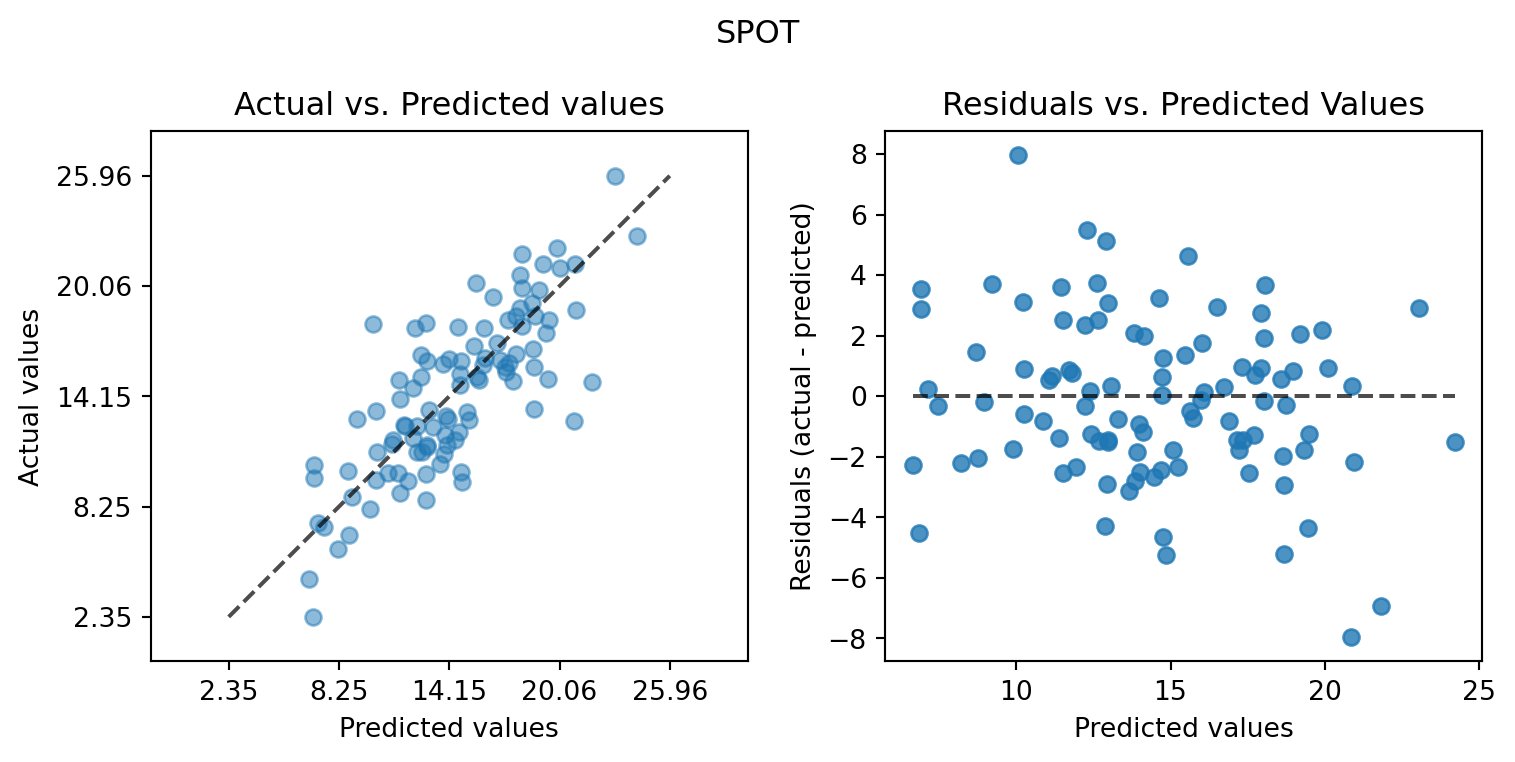 SPOT
Actual vs. Predicted values
Actual values
25.96
20.06
14.15
8.25
2.35
2.35 8.25 14.15 20.06 25.96
Predicted values
Residuals vs. Predicted Values
Residuals (actual - predicted)
8
6
4
2
0
−2
−4
−6
−8
10 15 20 25
Predicted values